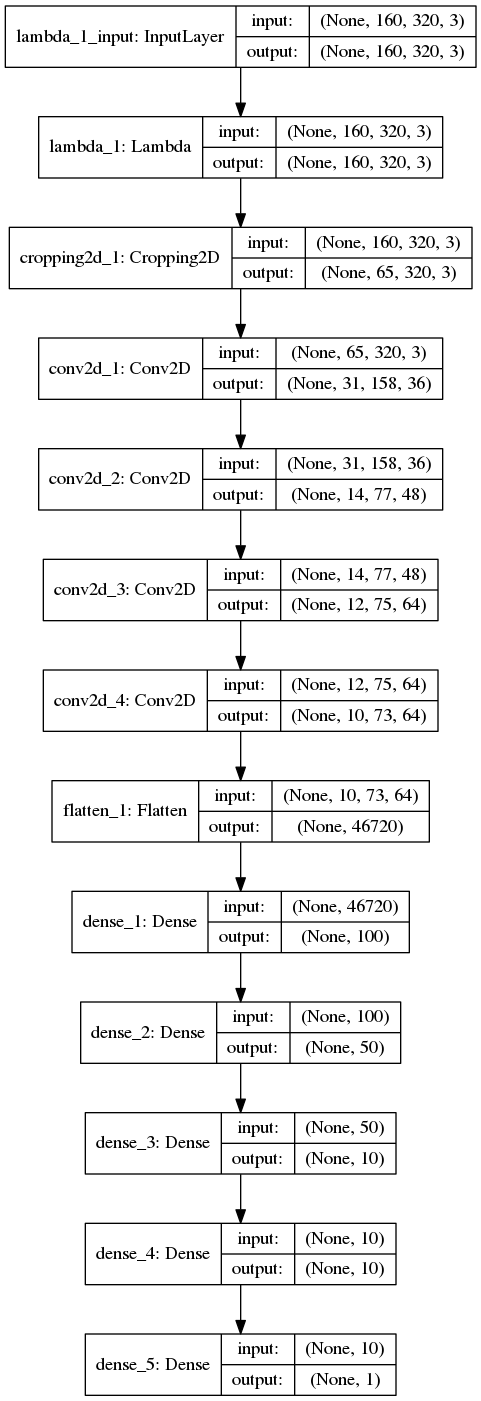 lambda_1_input: InputLayer
input: (None, 160, 320, 3)
output: (None, 160, 320, 3)
lambda_1: Lambda
input: (None, 160, 320, 3)
output: (None, 160, 320, 3)
cropping2d_1: Cropping2D
input: (None, 160, 320, 3)
output: (None, 65, 320, 3)
conv2d_1: Conv2D
input: (None, 65, 320, 3)
output: (None, 31, 158, 36)
conv2d_2: Conv2D
input: (None, 31, 158, 36)
output: (None, 14, 77, 48)
conv2d_3: Conv2D
input: (None, 14, 77, 48)
output: (None, 12, 75, 64)
conv2d_4: Conv2D
input: (None, 12, 75, 64)
output: (None, 10, 73, 64)
flatten_1: Flatten
input: (None, 10, 73, 64)
output: (None, 46720)
dense_1: Dense
input: (None, 46720)
output: (None, 100)
dense_2: Dense
input: (None, 100)
output: (None, 50)
dense_3: Dense
input: (None, 50)
output: (None, 10)
dense_4: Dense
input: (None, 10)
output: (None, 10)
dense_5: Dense
input: (None, 10)
output: (None, 1)